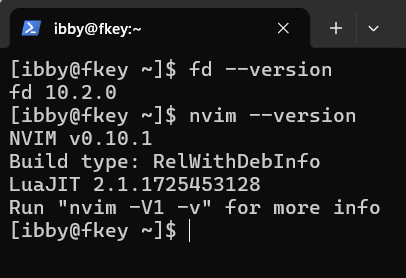 ibby@fkey:~
[ibby@fkey ~]$ fd --version
fd 10.2.0
[ibby@fkey ~]$ nvim --version
NVIM v0.10.1
Build type: RelWithDebInfo
LuaJIT 2.1.1725453128
Run "nvim -V1 -v" for more info
[ibby@fkey ~]$